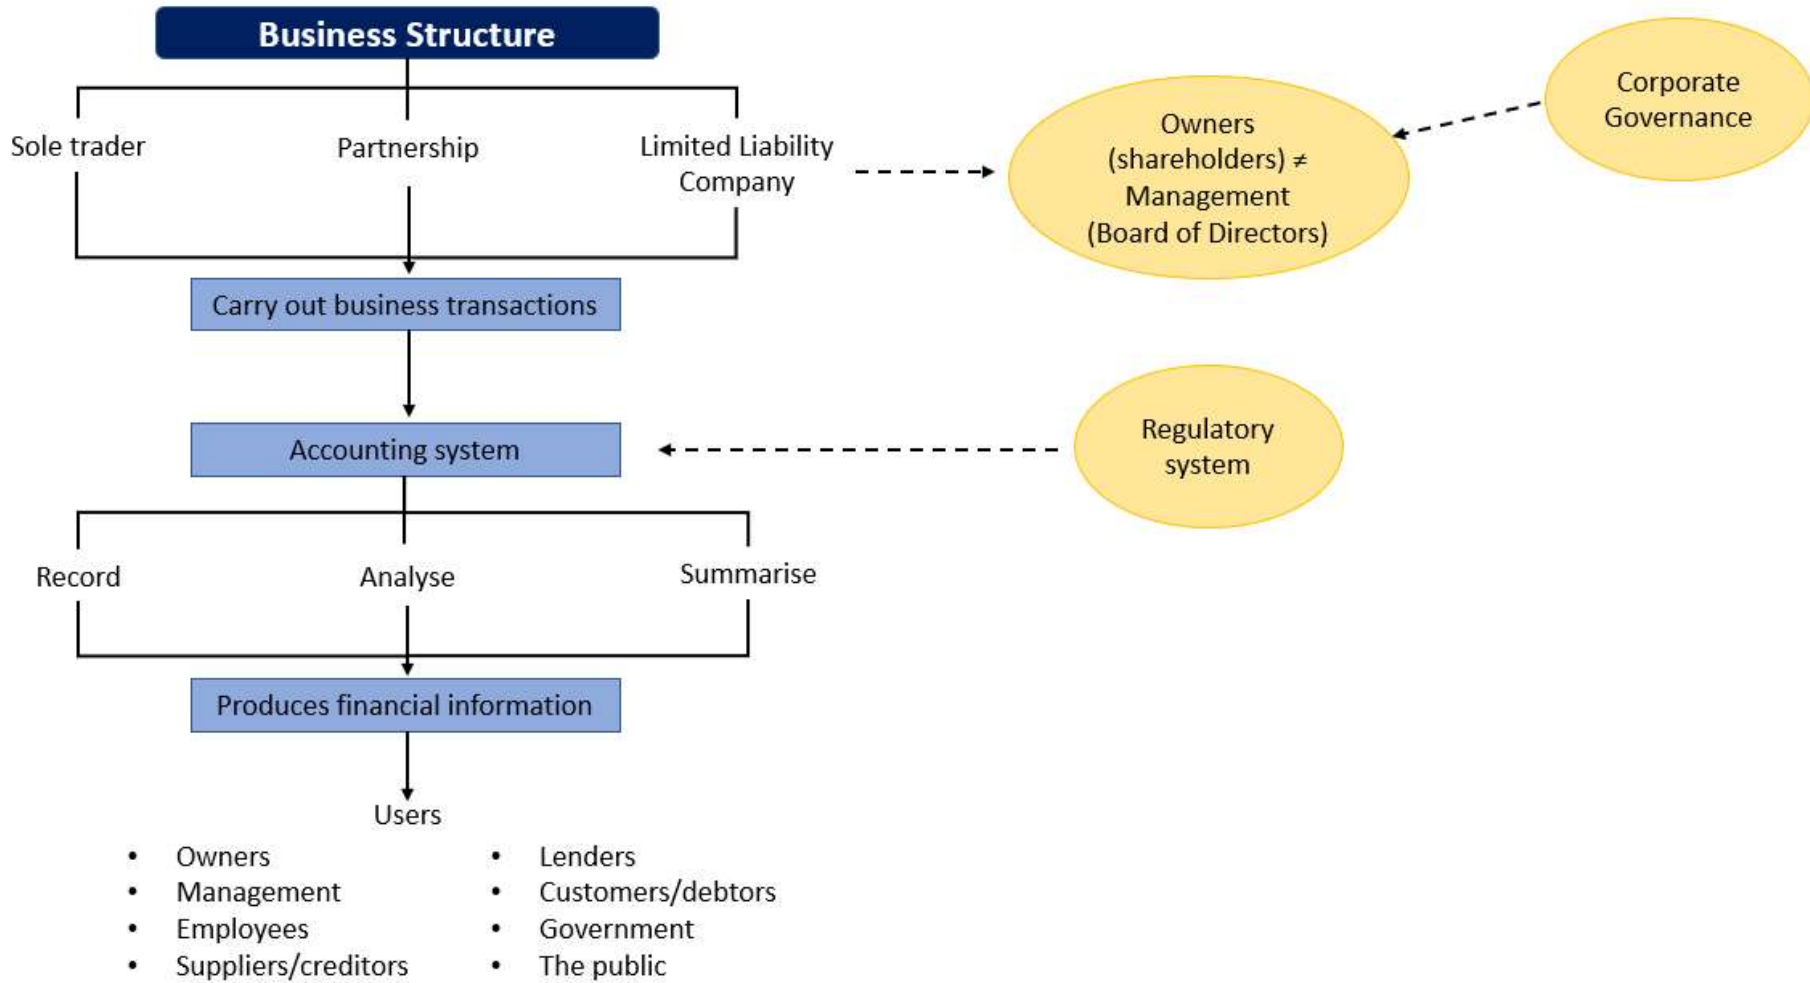 Business Structure
Sole trader
Partnership
Limited Liability
Company
Owners
(shareholders) ≠
Management
(Board of Directors)
Corporate
Governance
Carry out business transactions
Accounting system
Regulatory
system
Record
Analyse
Summarise
Produces financial information
Users
• Owners
• Management
• Employees
• Suppliers/creditors
• Lenders
• Customers/debtors
• Government
• The public